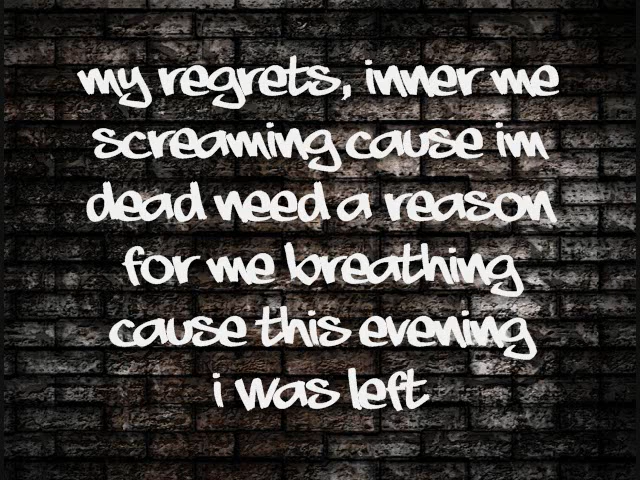 my regrets, inner me
screaming cause im
dead need a reason
for me breathing
cause this evening
i was left